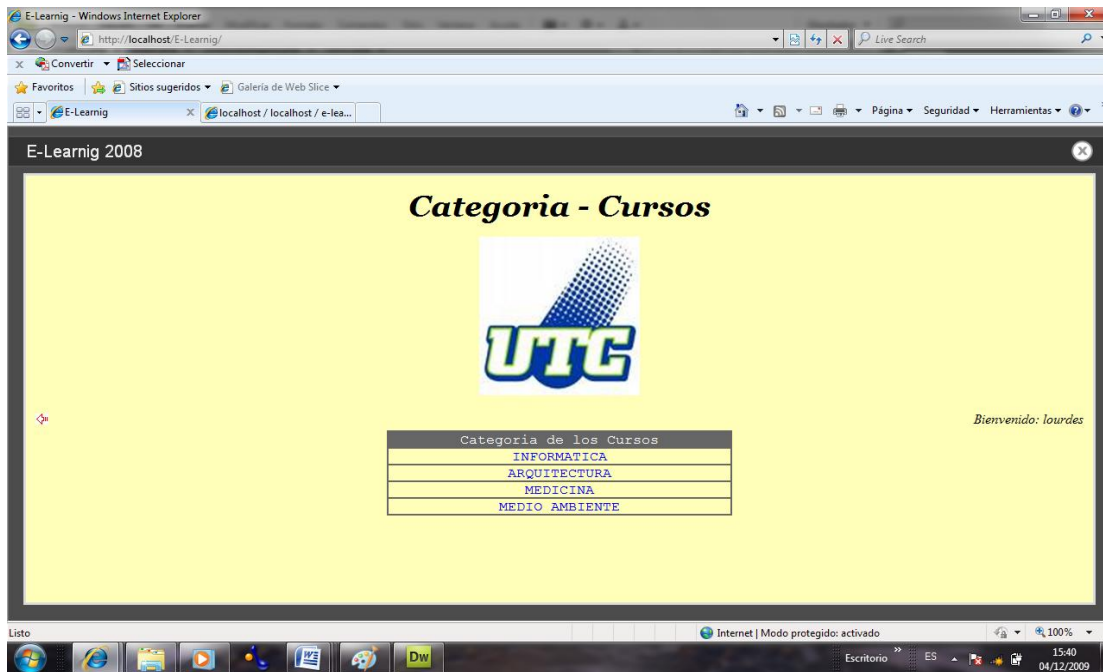 E-Learnig - Windows Internet Explorer
http://localhost/E-Learnig/
Live Search
x Convertir Seleccionar
Favoritos Sitios sugeridos Galería de Web Slice
E-Learnig localhost / localhost / e-lea...
Página Seguridad Herramientas
E-Learnig 2008
Categoria - Cursos
UTC
Bienvenido: lourdes
Categoria de los Cursos
INFORMATICA
ARQUITECTURA
MEDICINA
MEDIO AMBIENTE
Listo Internet | Modo protegido: activado 100%
Dw Escritorio ES 15:40
04/12/2009